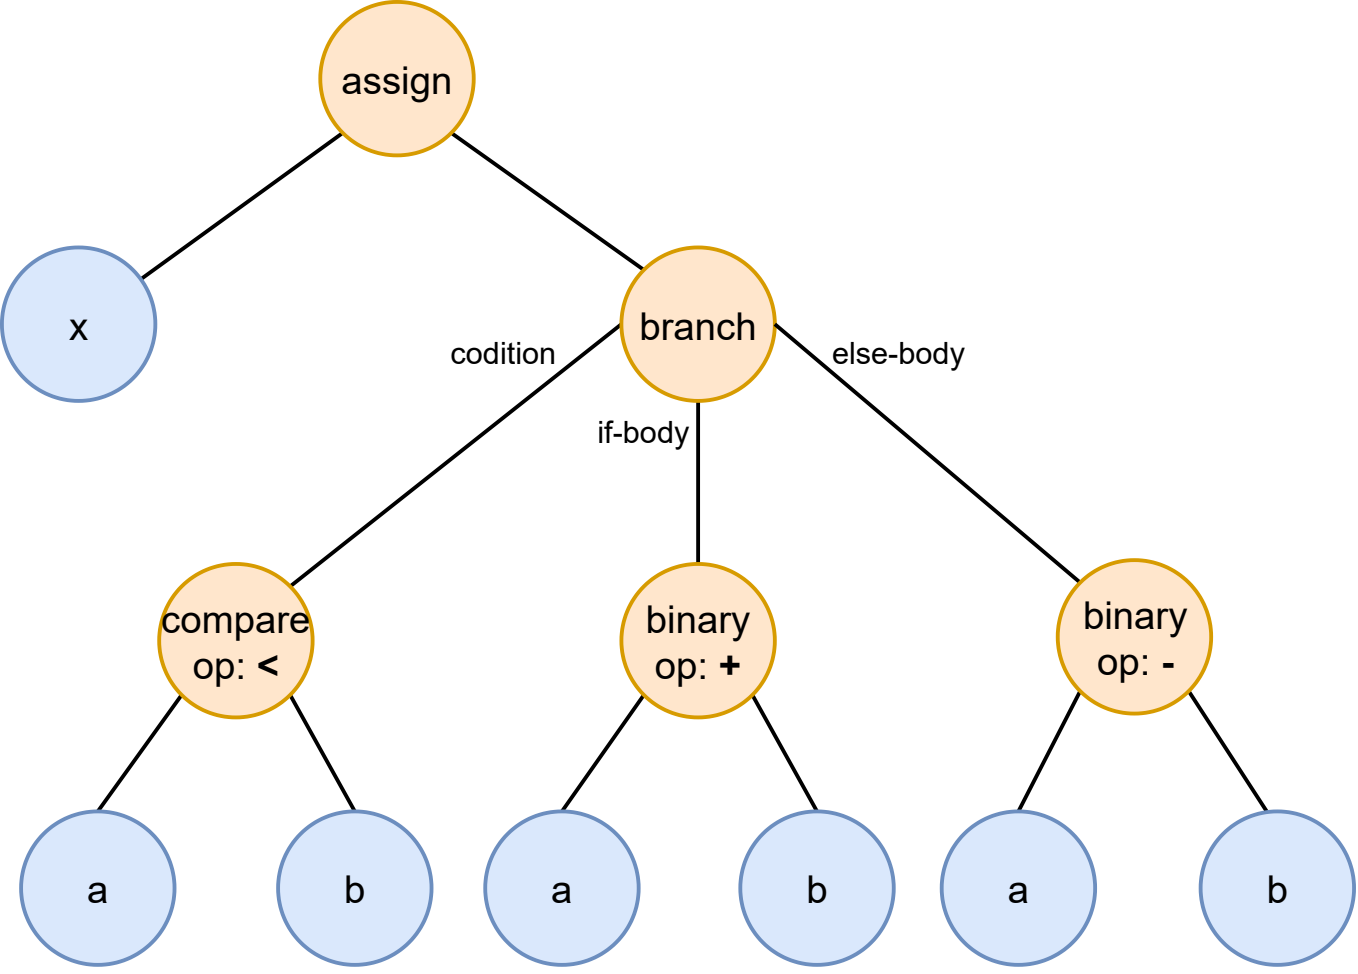 assign
x
branch
codition
else-body
if-body
compare
op: <
binary
op: +
binary
op: -
a
b
a
b
a
b